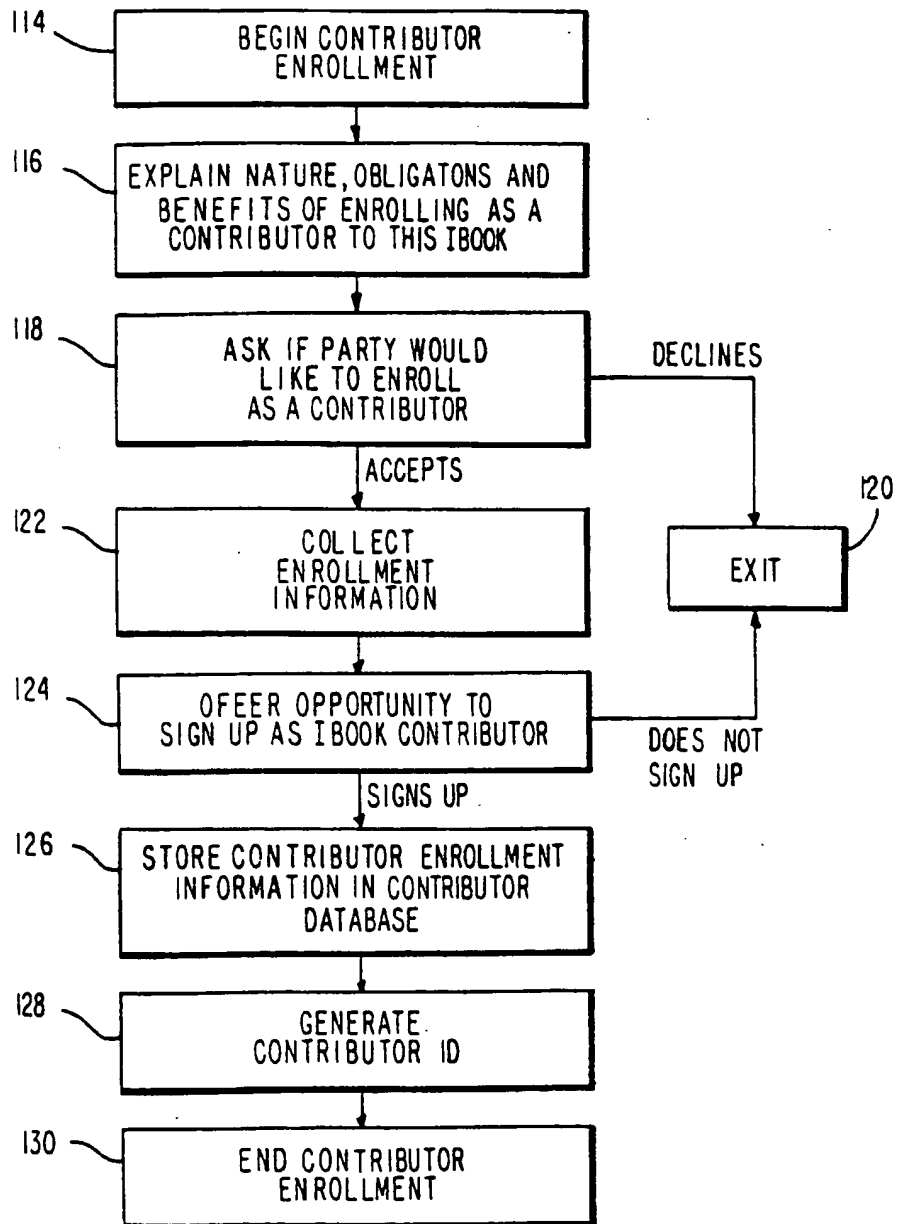 114
BEGIN CONTRIBUTOR
ENROLLMENT
116
EXPLAIN NATURE, OBLIGATONS AND
BENEFITS OF ENROLLING AS A
CONTRIBUTOR TO THIS IBOOK
118
ASK IF PARTY WOULD
LIKE TO ENROLL
AS A CONTRIBUTOR
DECLINES
ACCEPTS
120
EXIT
122
COLLECT
ENROLLMENT
INFORMATION
124
OFEER OPPORTUNITY TO
SIGN UP AS IBOOK CONTRIBUTOR
DOES NOT
SIGN UP
SIGNS UP
126
STORE CONTRIBUTOR ENROLLMENT
INFORMATION IN CONTRIBUTOR
DATABASE
128
GENERATE
CONTRIBUTOR ID
130
END CONTRIBUTOR
ENROLLMENT